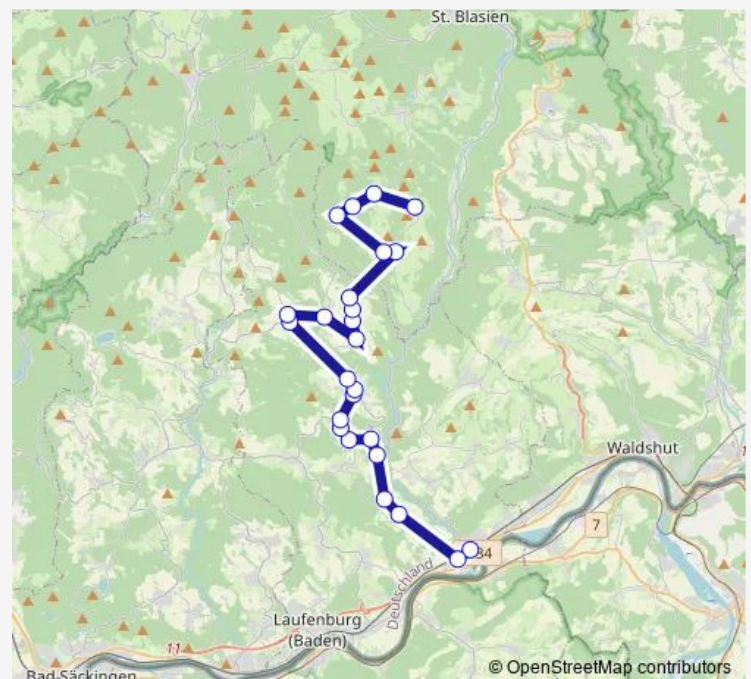 St. Blasien
Waldshut
7
34
Deutschland
Laufenburg
(Baden)
11
Bad-Säckingen
© OpenStreetMap contributors